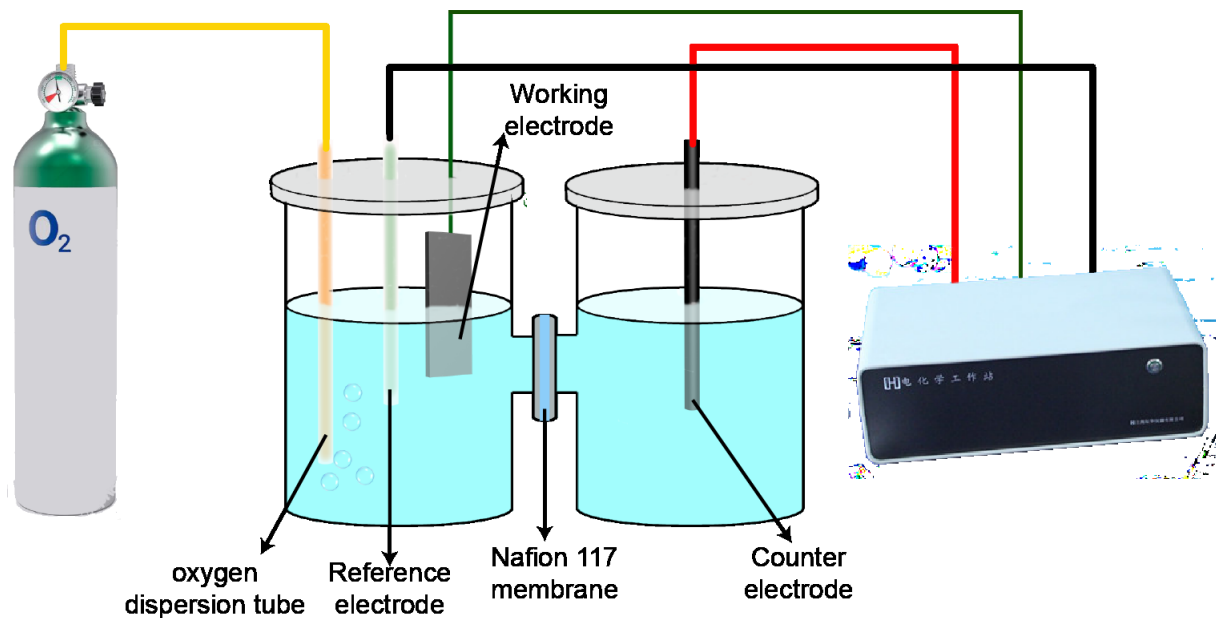 Working
electrode
O2
电化学工作站
oxygen
dispersion tube
Reference
electrode
Nafion 117
membrane
Counter
electrode